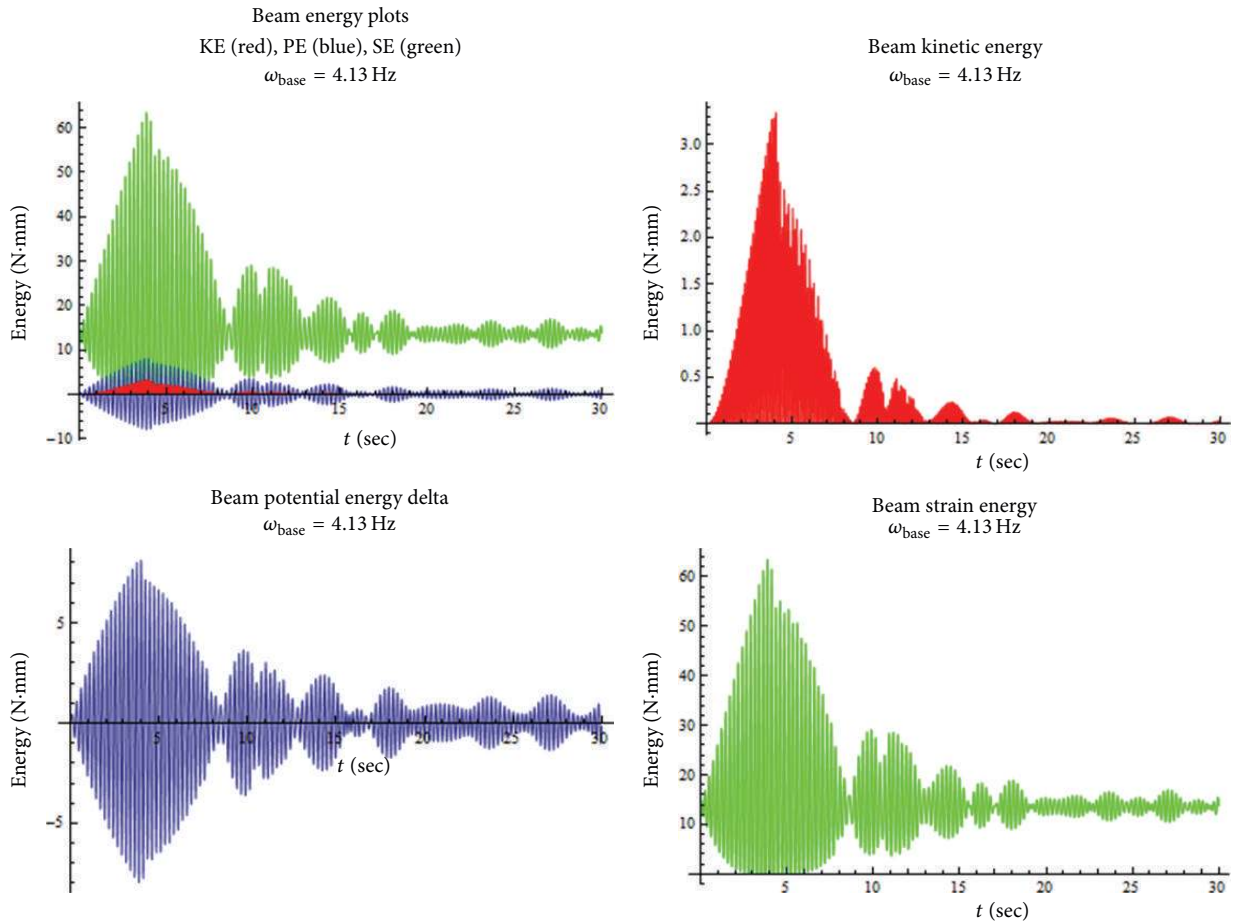 Beam energy plots
KE (red), PE (blue), SE (green)
ω_base = 4.13 Hz
Energy (N·mm)
60
50
40
30
20
10
−10
5
10
15
20
25
30
t (sec)
Beam kinetic energy
ω_base = 4.13 Hz
Energy (N·mm)
3.0
2.5
2.0
1.5
1.0
0.5
5
10
15
20
25
30
t (sec)
Beam potential energy delta
ω_base = 4.13 Hz
Energy (N·mm)
5
−5
5
10
15
20
25
30
t (sec)
Beam strain energy
ω_base = 4.13 Hz
Energy (N·mm)
60
50
40
30
20
10
5
10
15
20
25
30
t (sec)